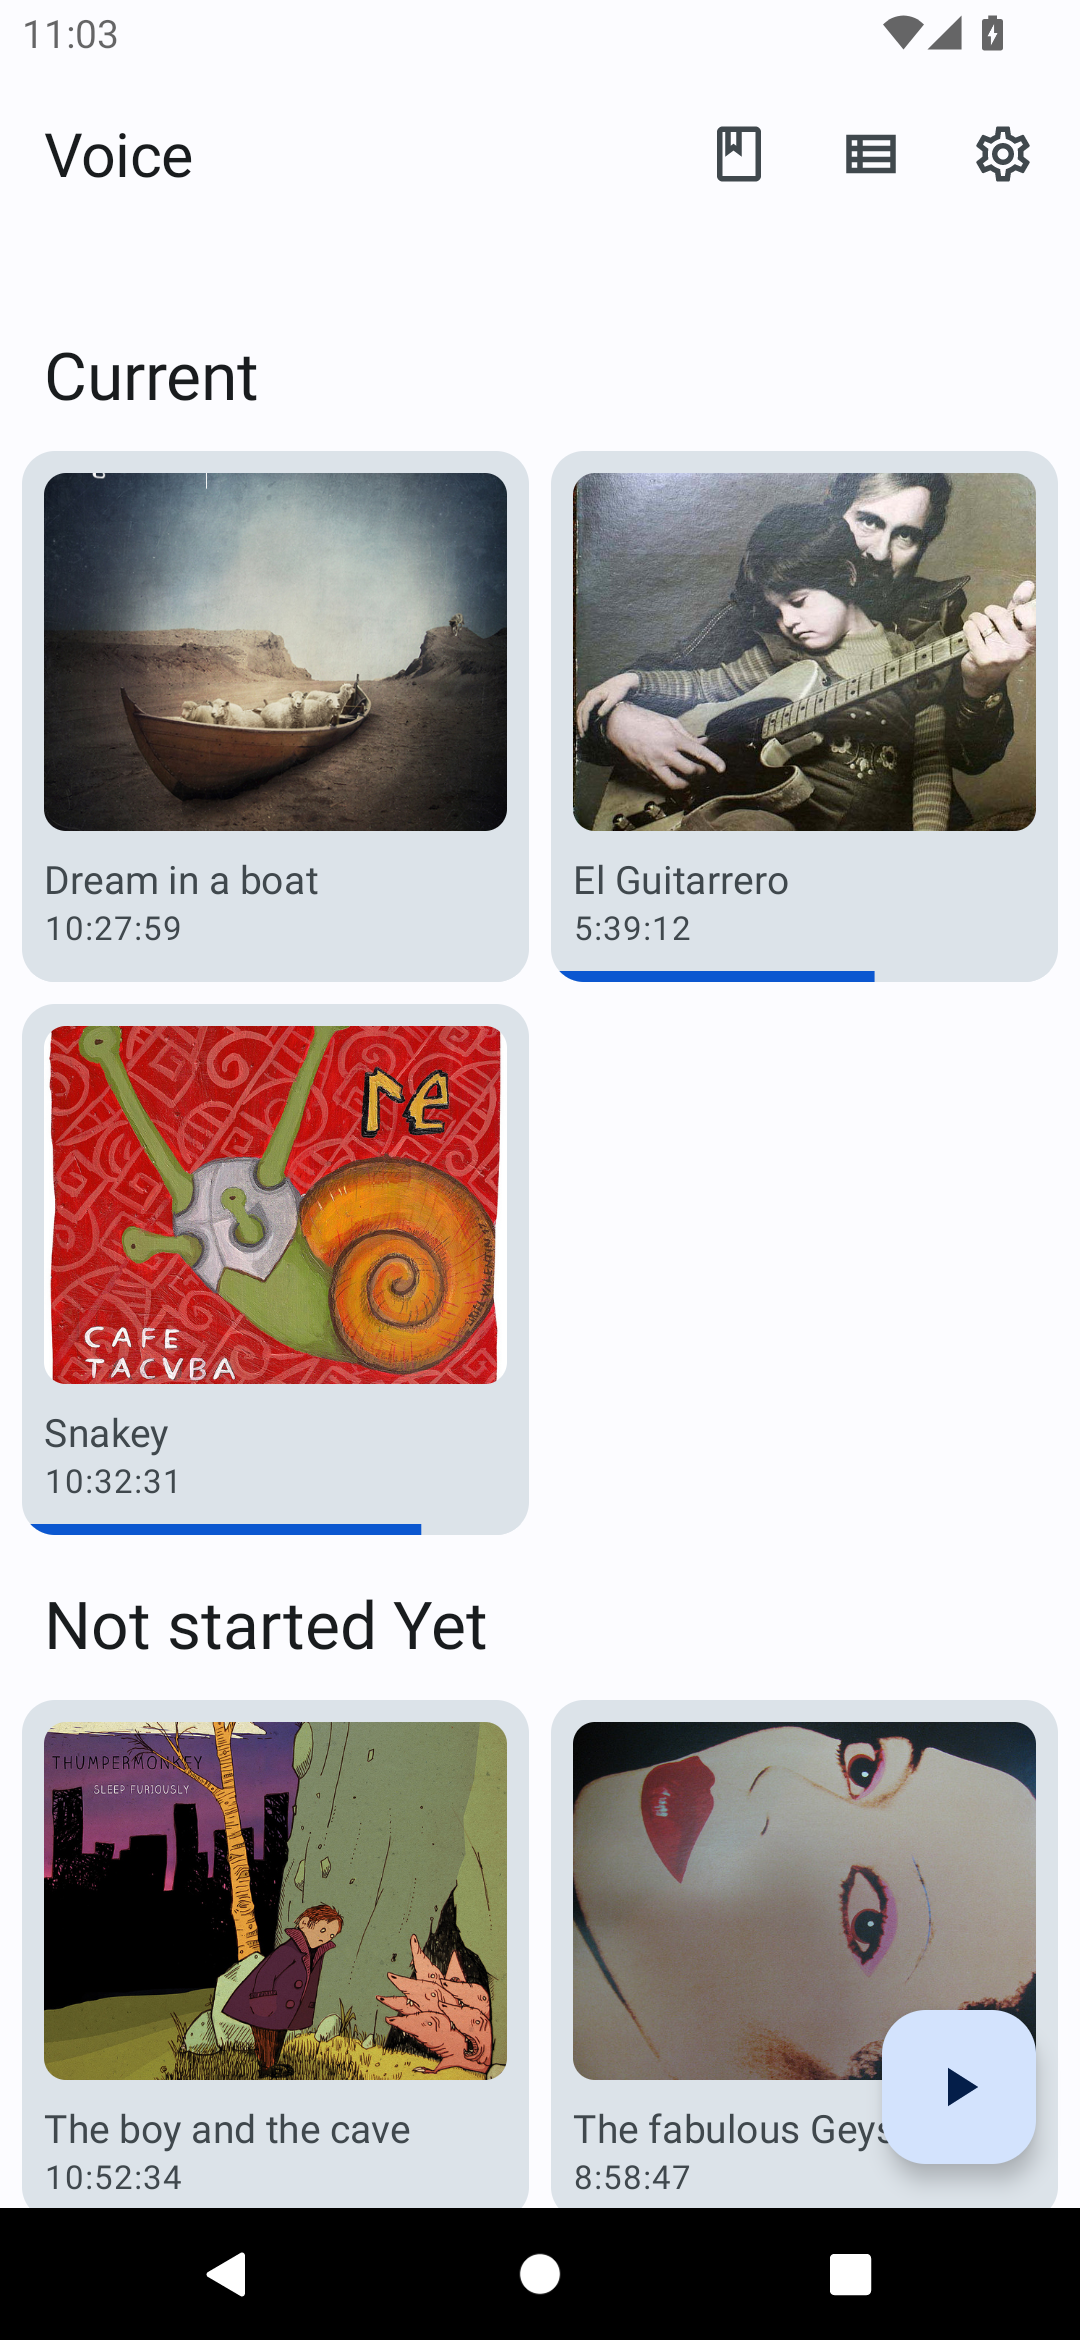 11:03
Voice
Current
Dream in a boat
10:27:59
El Guitarrero
5:39:12
re
CAFE
TACVBA
Snakey
10:32:31
Not started Yet
THUMPERMONKEY
SLEEP FURIOUSLY
The boy and the cave
10:52:34
The fabulous Geys
8:58:47